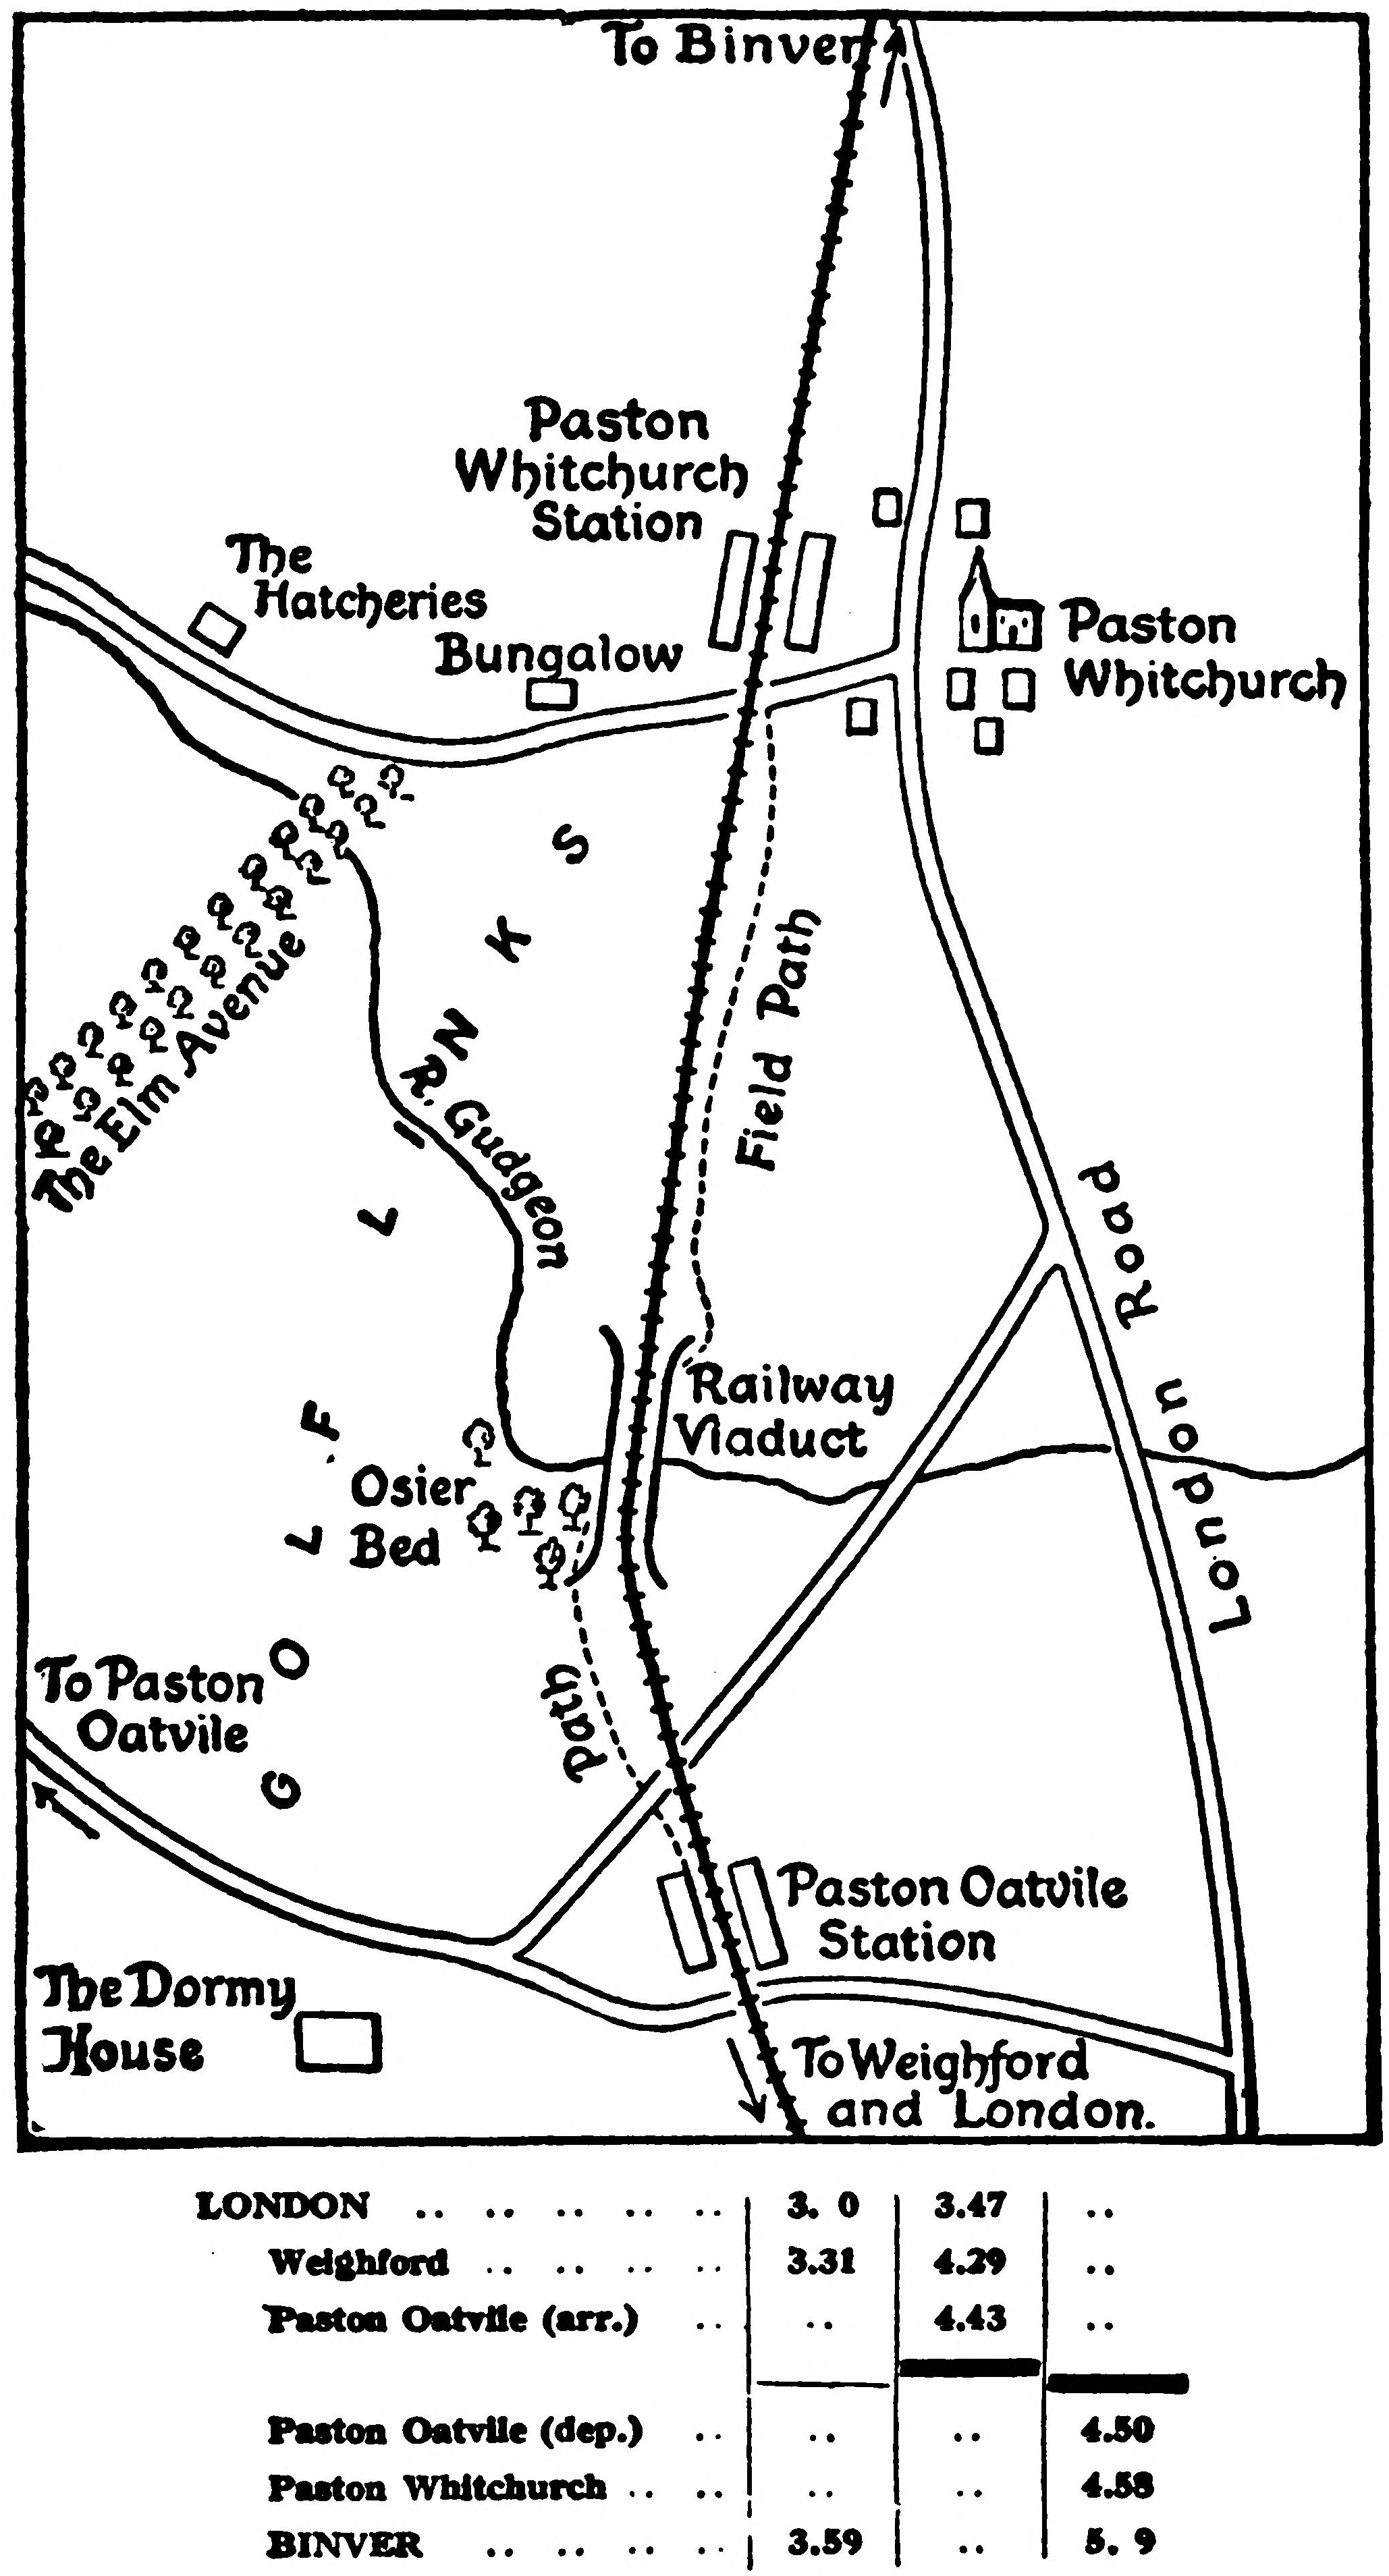 To Binver
Paston
Whitchurch
Station
The
Hatcheries
Bungalow
Paston
Whitchurch
The Elm Avenue
R. Gudgeon
Field Path
GOLF LINKS
London Road
Railway
Viaduct
Osier
Bed
Path
To Paston
Oatvile
Paston Oatvile
Station
The Dormy
House
To Weighford
and London.
LONDON .. .. .. .. .. 3. 0 3.47 ..
Weighford .. .. .. .. 3.31 4.29 ..
Paston Oatvile (arr.) .. .. 4.43 ..
Paston Oatvile (dep.) .. .. .. 4.50
Paston Whitchurch .. .. .. .. 4.58
BINVER .. .. .. .. 3.59 .. 5. 9